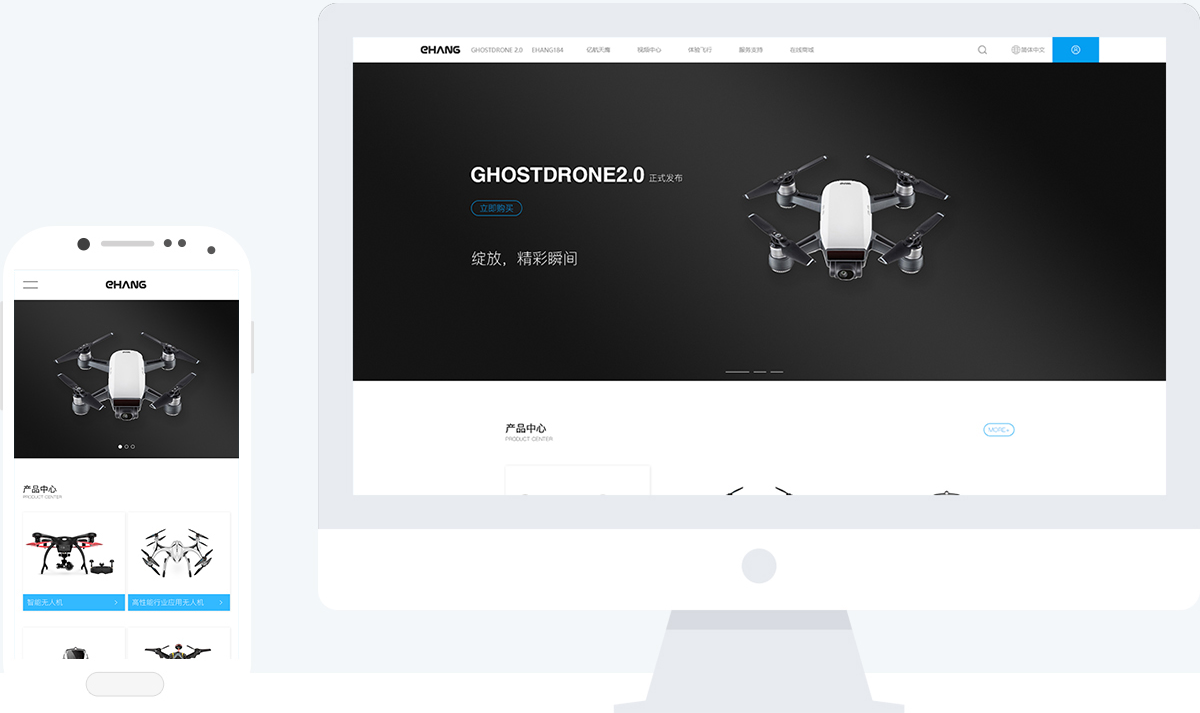 EHANG GHOSTDRONE 2.0 EHANG184 亿航天鹰 视频中心 体验飞行 服务支持 在线商城 简体中文
GHOSTDRONE2.0 正式发布
立即购买
绽放，精彩瞬间
产品中心
PRODUCT CENTER
MORE+
EHANG
产品中心
PRODUCT CENTER
智能无人机 >
高性能行业应用无人机 >